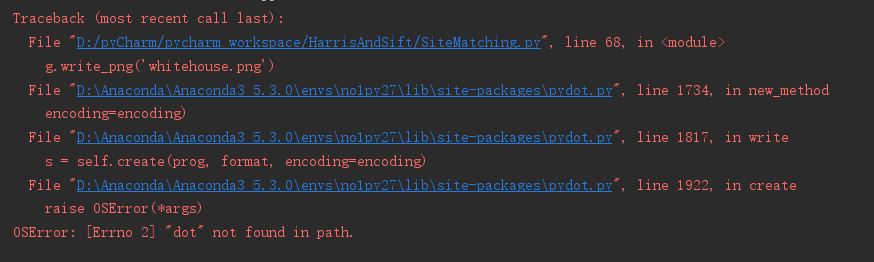 Traceback (most recent call last):
File "D:/pyCharm/pycharm_workspace/HarrisAndSift/SiteMatching.py", line 68, in <module>
g.write_png('whitehouse.png')
File "D:\Anaconda\Anaconda3_5.3.0\envs\no1py27\lib\site-packages\pydot.py", line 1734, in new_method
encoding=encoding)
File "D:\Anaconda\Anaconda3_5.3.0\envs\no1py27\lib\site-packages\pydot.py", line 1817, in write
s = self.create(prog, format, encoding=encoding)
File "D:\Anaconda\Anaconda3_5.3.0\envs\no1py27\lib\site-packages\pydot.py", line 1922, in create
raise OSError(*args)
OSError: [Errno 2] "dot" not found in path.